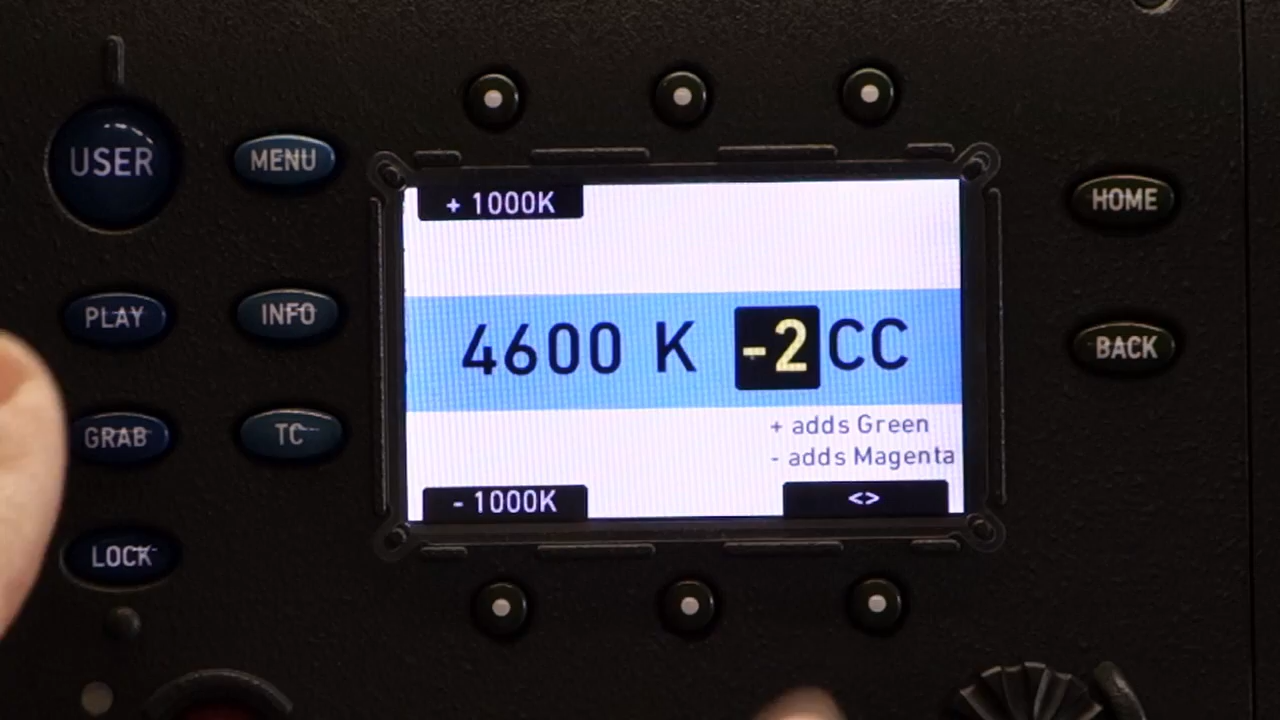 USER
MENU
+ 1000K
HOME
PLAY
INFO
4600 K -2 CC
BACK
+ adds Green
GRAB
TC
- adds Magenta
- 1000K
<>
LOCK